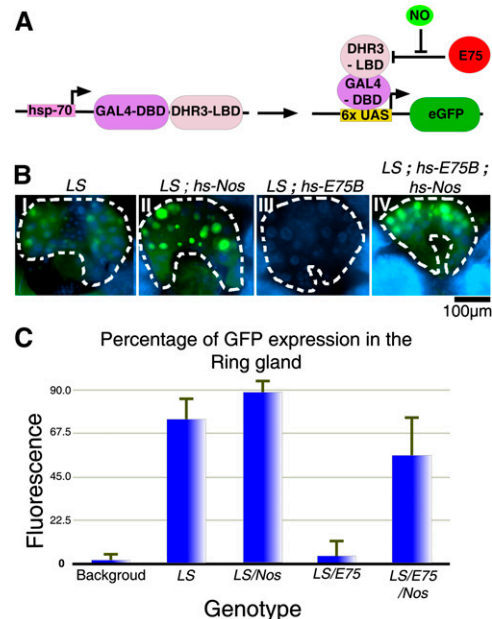 A
NO
DHR3
- LBD
E75
GAL4
- DBD
hsp-70
GAL4-DBD
DHR3-LBD
6x UAS
eGFP
B
LS
LS ; hs-Nos
LS ; hs-E75B
LS ; hs-E75B ;
hs-Nos
I
II
III
IV
100µm
C
Percentage of GFP expression in the
Ring gland
Fluorescence
90.0
67.5
45.0
22.5
0
Backgroud
LS
LS/Nos
LS/E75
LS/E75
/Nos
Genotype